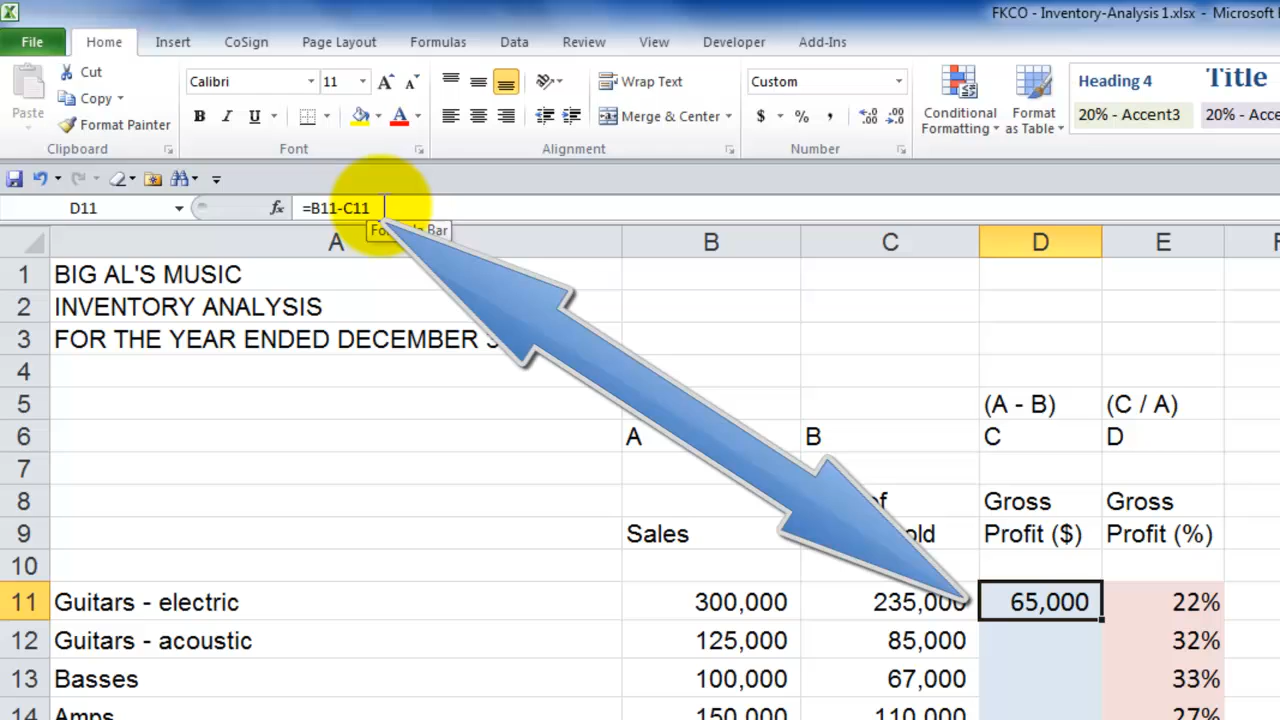 FKCO - Inventory-Analysis 1.xlsx - Microsoft
File Home Insert CoSign Page Layout Formulas Data Review View Developer Add-Ins
Cut Calibri 11 Wrap Text Custom Heading 4 Title
Copy
Paste Format Painter B I U Merge & Center $ % , Conditional Formatting Format as Table 20% - Accent3 20% -
Clipboard Font Alignment Number
D11 fx =B11-C11
Bar
A B C D E
1 BIG AL'S MUSIC
2 INVENTORY ANALYSIS
3 FOR THE YEAR ENDED DECEMBER
4
5 (A - B) (C / A)
6 A B C D
7
8 of Gross Gross
9 Sales Profit ($) Profit (%)
10
11 Guitars - electric 300,000 235,000 65,000 22%
12 Guitars - acoustic 125,000 85,000 32%
13 Basses 100,000 67,000 33%
14 Amps 150,000 110,000 27%